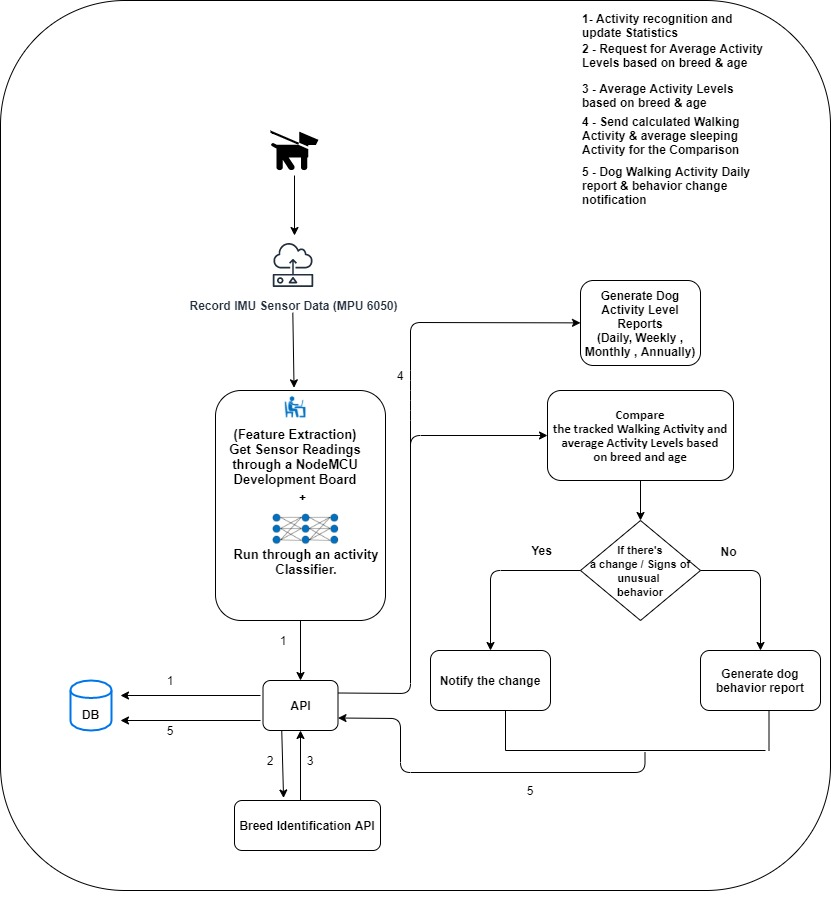 1- Activity recognition and
update Statistics
2 - Request for Average Activity
Levels based on breed & age
3 - Average Activity Levels
based on breed & age
4 - Send calculated Walking
Activity & average sleeping
Activity for the Comparison
5 - Dog Walking Activity Daily
report & behavior change
notification
Record IMU Sensor Data (MPU 6050)
Generate Dog
Activity Level
Reports
(Daily, Weekly ,
Monthly , Annually)
4
(Feature Extraction)
Get Sensor Readings
through a NodeMCU
Development Board
+
Run through an activity
Classifier.
Compare
the tracked Walking Activity and
average Activity Levels based
on breed and age
Yes
If there's
a change / Signs of
unusual
behavior
No
1
Notify the change
Generate dog
behavior report
1
API
DB
5
2
3
5
Breed Identification API